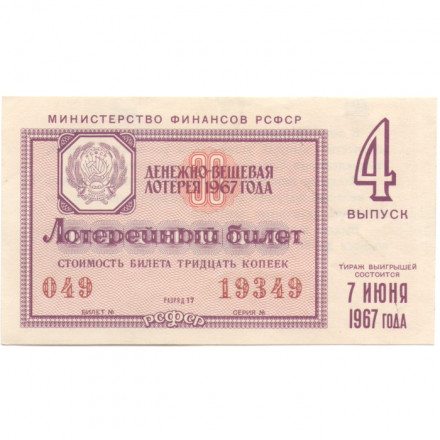 МИНИСТЕРСТВО ФИНАНСОВ РСФСР
ДЕНЕЖНО-ВЕЩЕВАЯ
ЛОТЕРЕЯ 1967 ГОДА
Лотерейный билет
СТОИМОСТЬ БИЛЕТА ТРИДЦАТЬ КОПЕЕК
049
РАЗРЯД 17
19349
БИЛЕТ №
РСФСР
СЕРИЯ №
4
ВЫПУСК
ТИРАЖ ВЫИГРЫШЕЙ
СОСТОИТСЯ
7 ИЮНЯ
1967 ГОДА